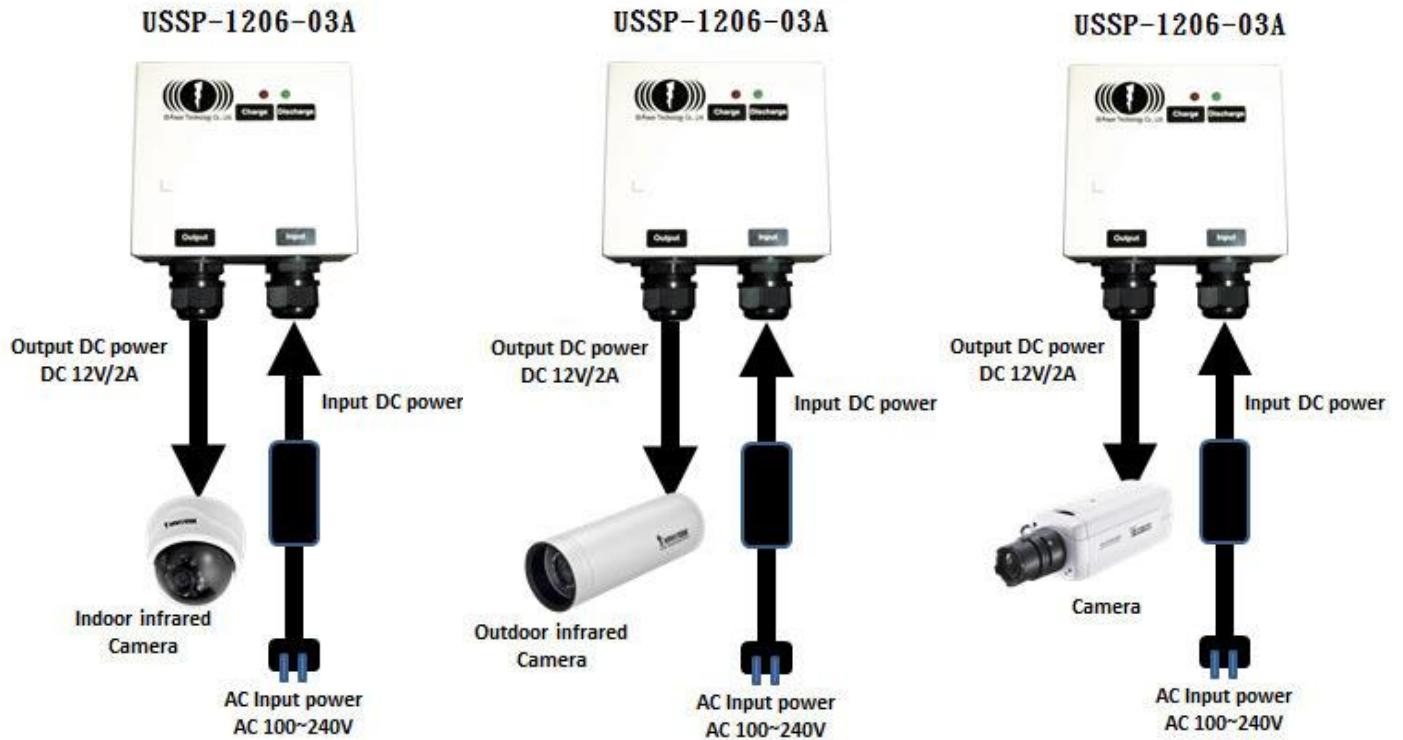 USSP-1206-03A
USSP-1206-03A
USSP-1206-03A
Charge Discharge
Charge Discharge
Charge Discharge
Output Input
Output Input
Output Input
Output DC power
DC 12V/2A
Input DC power
Output DC power
DC 12V/2A
Input DC power
Output DC power
DC 12V/2A
Input DC power
Indoor infrared
Camera
Outdoor infrared
Camera
Camera
AC Input power
AC 100~240V
AC Input power
AC 100~240V
AC Input power
AC 100~240V